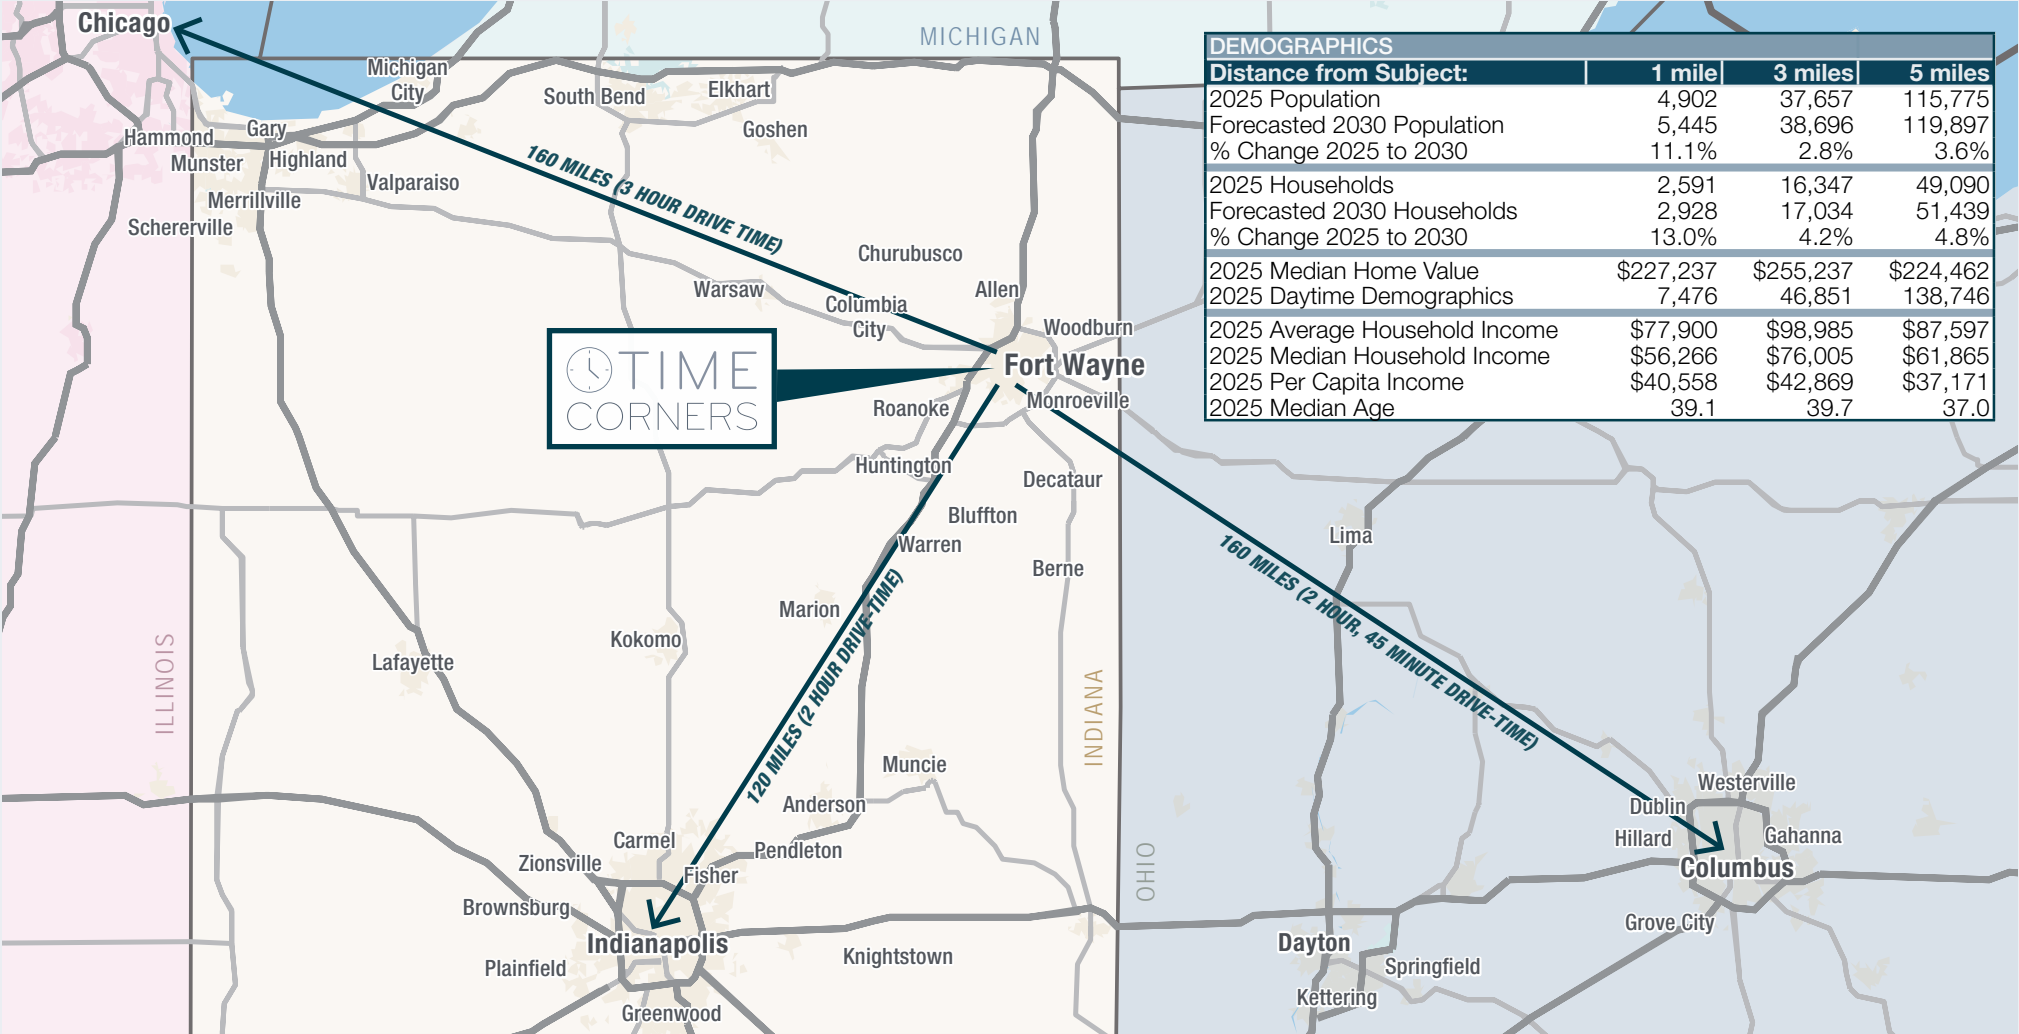 Chicago
MICHIGAN
Michigan
City
South Bend
Elkhart
Goshen
Hammond
Gary
Munster
Highland
Valparaiso
Merrillville
Schererville
160 MILES (3 HOUR DRIVE TIME)
Churubusco
Warsaw
Columbia
City
Allen
Woodburn
Fort Wayne
Monroeville
Roanoke
TIME
CORNERS
Huntington
Decataur
Bluffton
Warren
Berne
Marion
Kokomo
Lafayette
ILLINOIS
INDIANA
OHIO
120 MILES (2 HOUR DRIVE-TIME)
160 MILES (2 HOUR, 45 MINUTE DRIVE-TIME)
Lima
Muncie
Anderson
Pendleton
Carmel
Zionsville
Fisher
Brownsburg
Indianapolis
Plainfield
Knightstown
Greenwood
Westerville
Dublin
Hillard
Gahanna
Columbus
Grove City
Dayton
Springfield
Kettering
DEMOGRAPHICS
Distance from Subject: 1 mile 3 miles 5 miles
2025 Population 4,902 37,657 115,775
Forecasted 2030 Population 5,445 38,696 119,897
% Change 2025 to 2030 11.1% 2.8% 3.6%
2025 Households 2,591 16,347 49,090
Forecasted 2030 Households 2,928 17,034 51,439
% Change 2025 to 2030 13.0% 4.2% 4.8%
2025 Median Home Value $227,237 $255,237 $224,462
2025 Daytime Demographics 7,476 46,851 138,746
2025 Average Household Income $77,900 $98,985 $87,597
2025 Median Household Income $56,266 $76,005 $61,865
2025 Per Capita Income $40,558 $42,869 $37,171
2025 Median Age 39.1 39.7 37.0